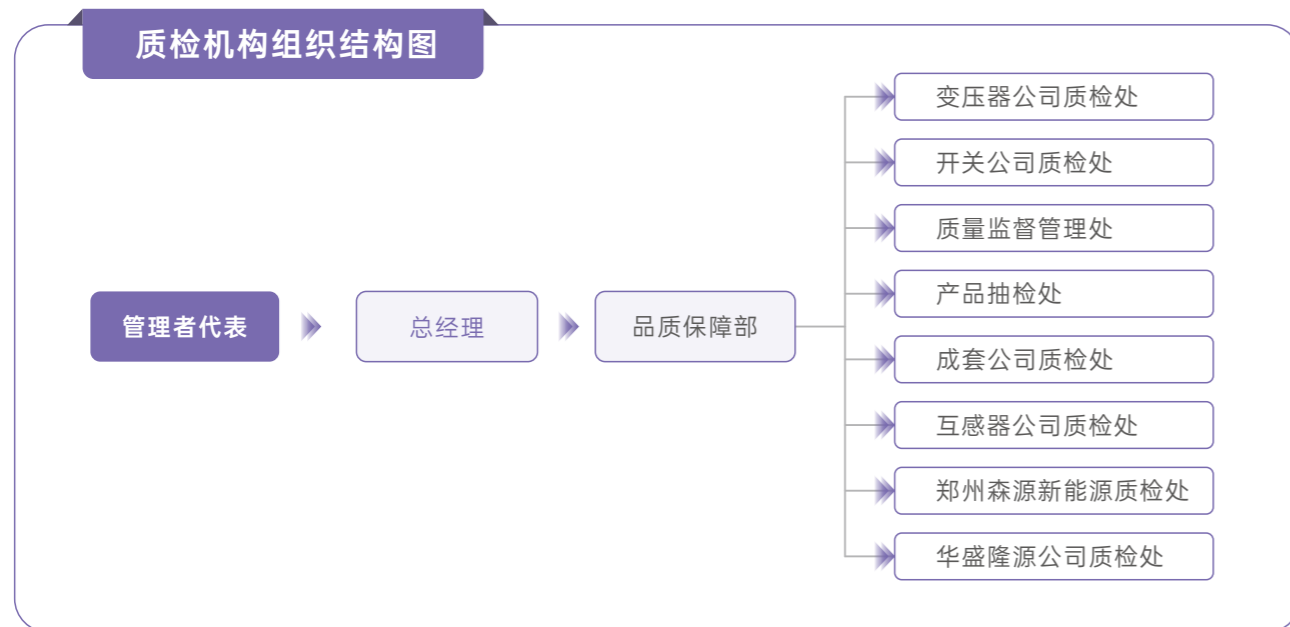 质检机构组织结构图
管理者代表
总经理
品质保障部
变压器公司质检处
开关公司质检处
质量监督管理处
产品抽检处
成套公司质检处
互感器公司质检处
郑州森源新能源质检处
华盛隆源公司质检处